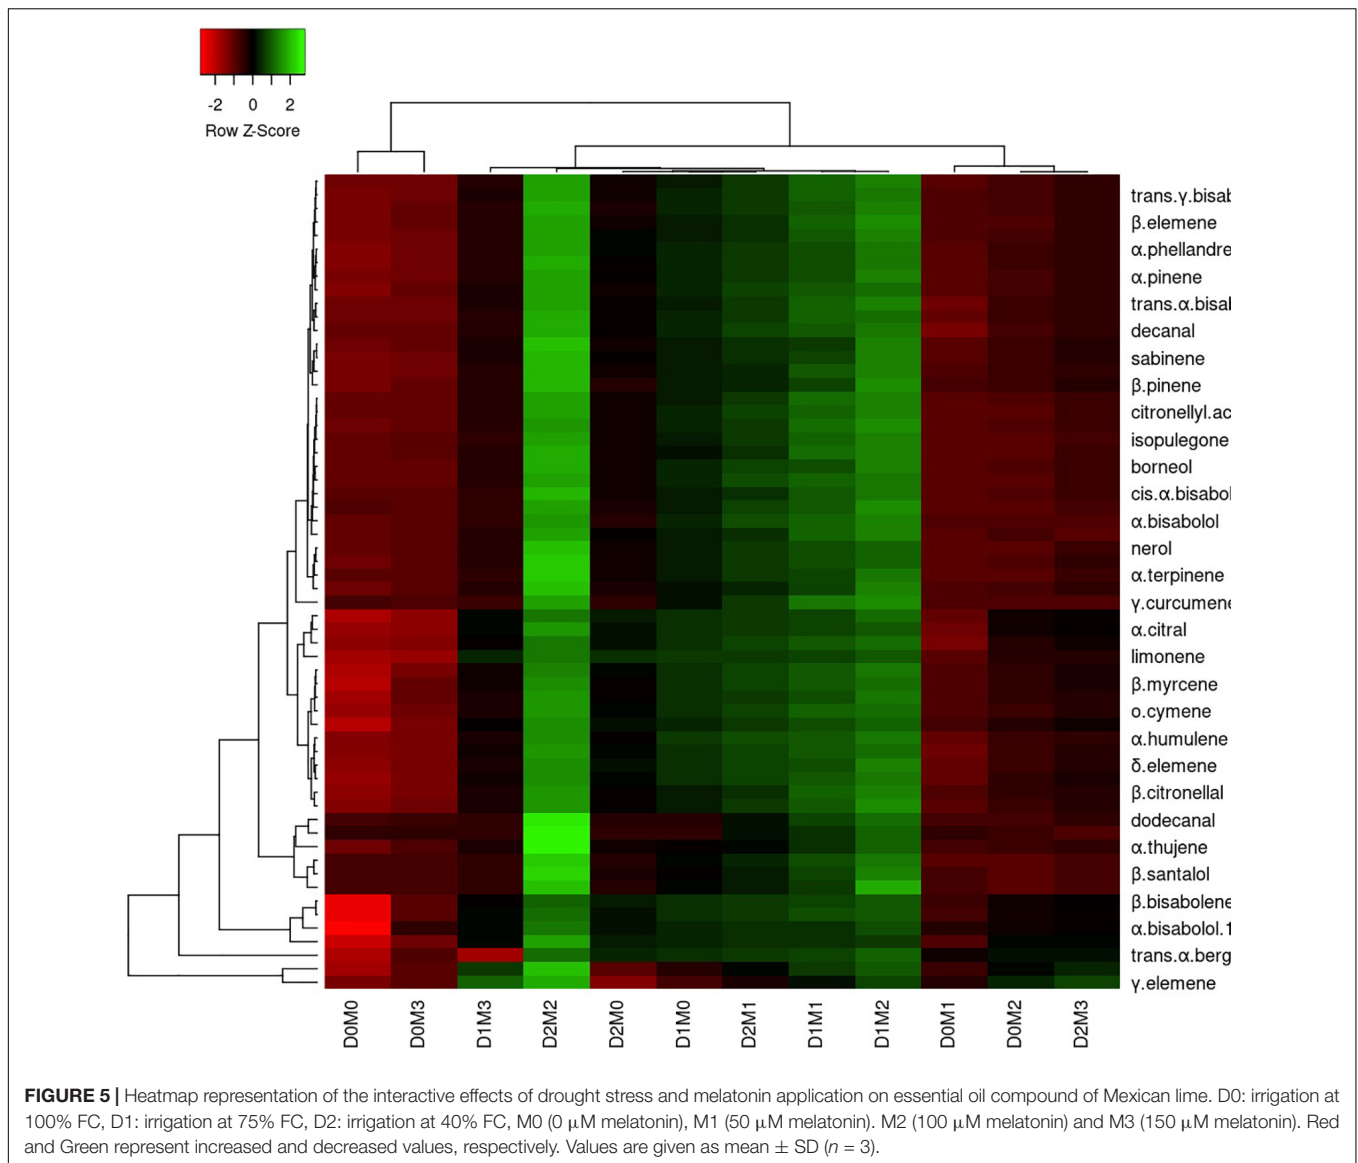 -2 0 2
Row Z-Score
trans.γ.bisab
β.elemene
α.phellandre
α.pinene
trans.α.bisal
decanal
sabinene
β.pinene
citronellyl.ac
isopulegone
borneol
cis.α.bisabol
α.bisabolol
nerol
α.terpinene
γ.curcumene
α.citral
limonene
β.myrcene
o.cymene
α.humulene
δ.elemene
β.citronellal
dodecanal
α.thujene
β.santalol
β.bisabolene
α.bisabolol.1
trans.α.berg
γ.elemene
D0M0 D0M3 D1M3 D2M2 D2M0 D1M0 D2M1 D1M1 D1M2 D0M1 D0M2 D2M3
FIGURE 5 | Heatmap representation of the interactive effects of drought stress and melatonin application on essential oil compound of Mexican lime. D0: irrigation at
100% FC, D1: irrigation at 75% FC, D2: irrigation at 40% FC, M0 (0 μM melatonin), M1 (50 μM melatonin). M2 (100 μM melatonin) and M3 (150 μM melatonin). Red
and Green represent increased and decreased values, respectively. Values are given as mean ± SD (n = 3).